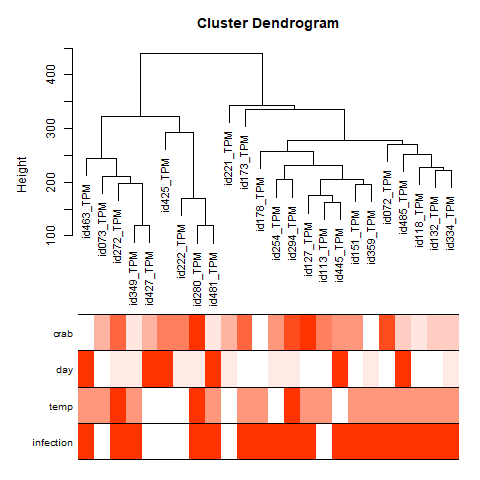 Cluster Dendrogram
Height
400
300
200
100
id463_TPM
id073_TPM
id272_TPM
id349_TPM
id427_TPM
id425_TPM
id222_TPM
id280_TPM
id481_TPM
id221_TPM
id173_TPM
id178_TPM
id254_TPM
id294_TPM
id127_TPM
id113_TPM
id445_TPM
id151_TPM
id359_TPM
id072_TPM
id485_TPM
id118_TPM
id132_TPM
id334_TPM
crab
day
temp
infection